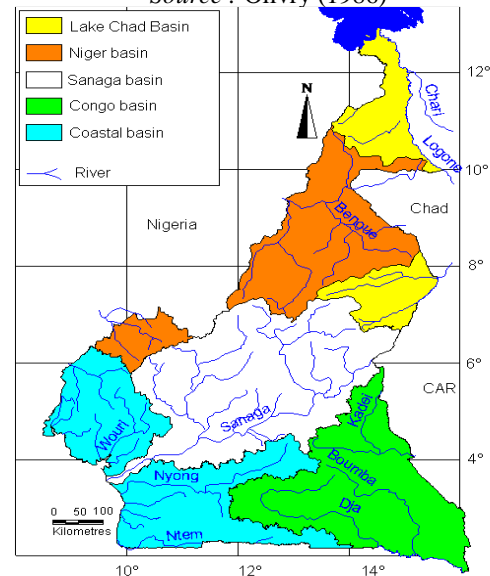 Source : Olivry (1986)
Lake Chad Basin
Niger basin
Sanaga basin
Congo basin
Coastal basin
River
N
12°
Chari
Logone
10°
Chad
Nigeria
Bengue
8°
6°
CAR
Kadei
Sanaga
Wouri
4°
Boumba
Nyong
Dja
Ntem
0 50 100
Kilometres
10° 12° 14°